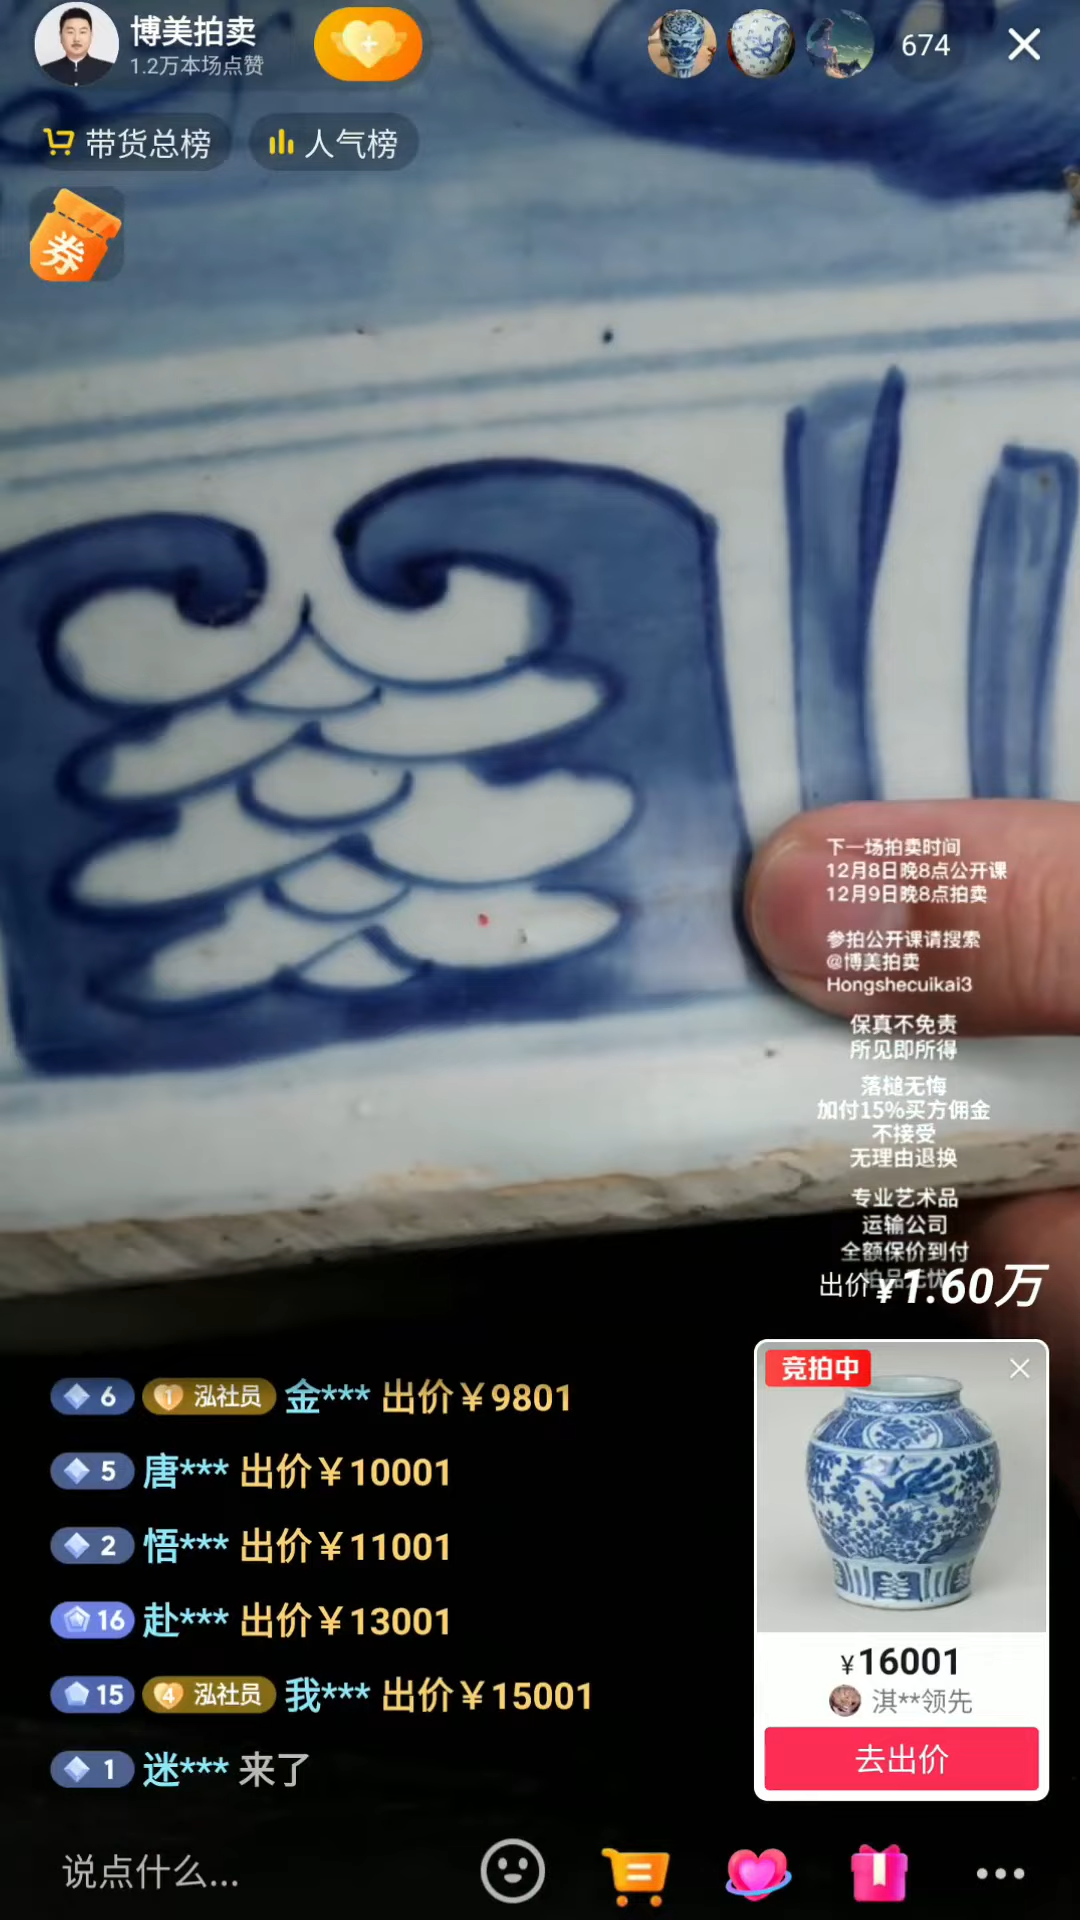 博美拍卖
1.2万本场点赞
674
带货总榜
人气榜
券
下一场拍卖时间
12月8日晚8点公开课
12月9日晚8点拍卖
参拍公开课请搜索
@博美拍卖
Hongshecuikai3
保真不免责
所见即所得
落槌无悔
加付15%买方佣金
不接受
无理由退换
专业艺术品
运输公司
全额保价到付
拍品无忧
出价¥1.60万
6 1 泓社员 金*** 出价¥9801
5 唐*** 出价¥10001
2 悟*** 出价¥11001
16 赴*** 出价¥13001
15 4 泓社员 我*** 出价¥15001
1 迷*** 来了
竞拍中
¥16001
淇**领先
去出价
说点什么...